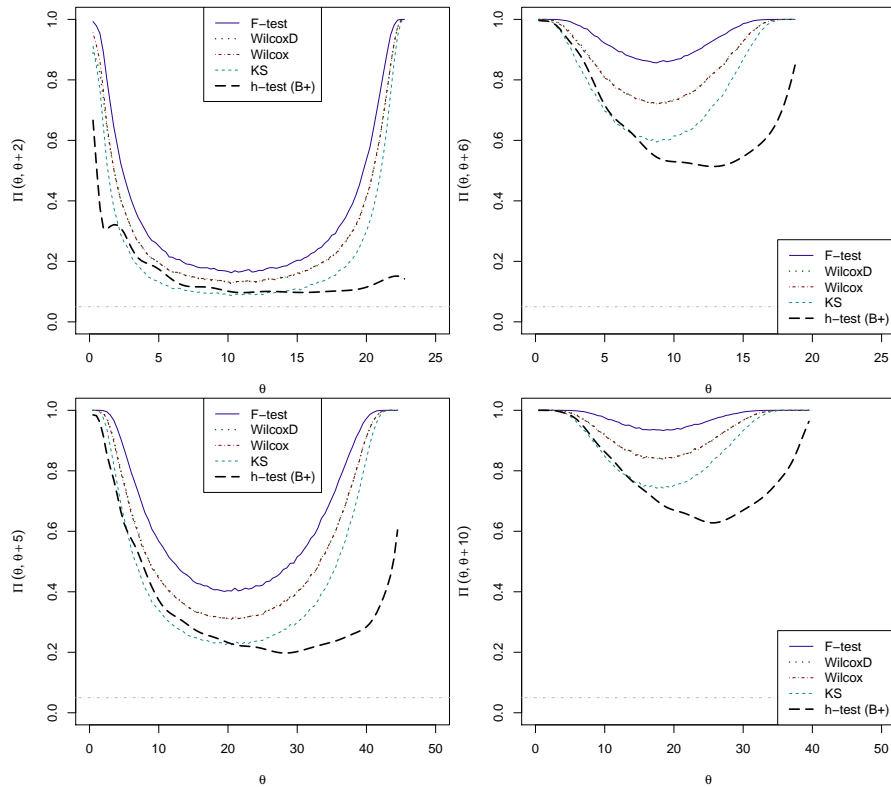 Π (θ, θ + 2)
1.0
0.8
0.6
0.4
0.2
0.0
F−test
WilcoxD
Wilcox
KS
h−test (B+)
0 5 10 15 20 25
θ
Π (θ, θ + 6)
1.0
0.8
0.6
0.4
0.2
0.0
F−test
WilcoxD
Wilcox
KS
h−test (B+)
0 5 10 15 20 25
θ
Π (θ, θ + 5)
1.0
0.8
0.6
0.4
0.2
0.0
F−test
WilcoxD
Wilcox
KS
h−test (B+)
0 10 20 30 40 50
θ
Π (θ, θ + 10)
1.0
0.8
0.6
0.4
0.2
0.0
F−test
WilcoxD
Wilcox
KS
h−test (B+)
0 10 20 30 40 50
θ